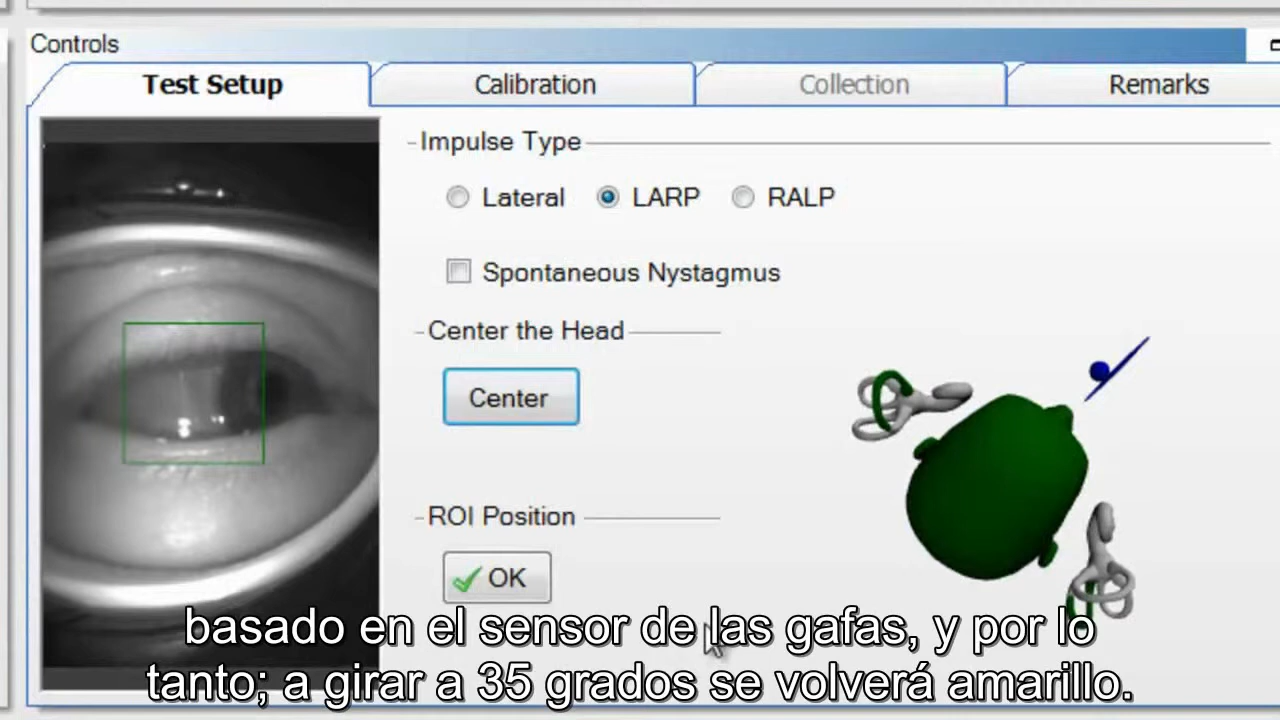 Controls
Test Setup
Calibration
Collection
Remarks
Impulse Type
Lateral
LARP
RALP
Spontaneous Nystagmus
Center the Head
Center
ROI Position
OK
basado en el sensor de las gafas, y por lo
tanto; a girar a 35 grados se volverá amarillo.